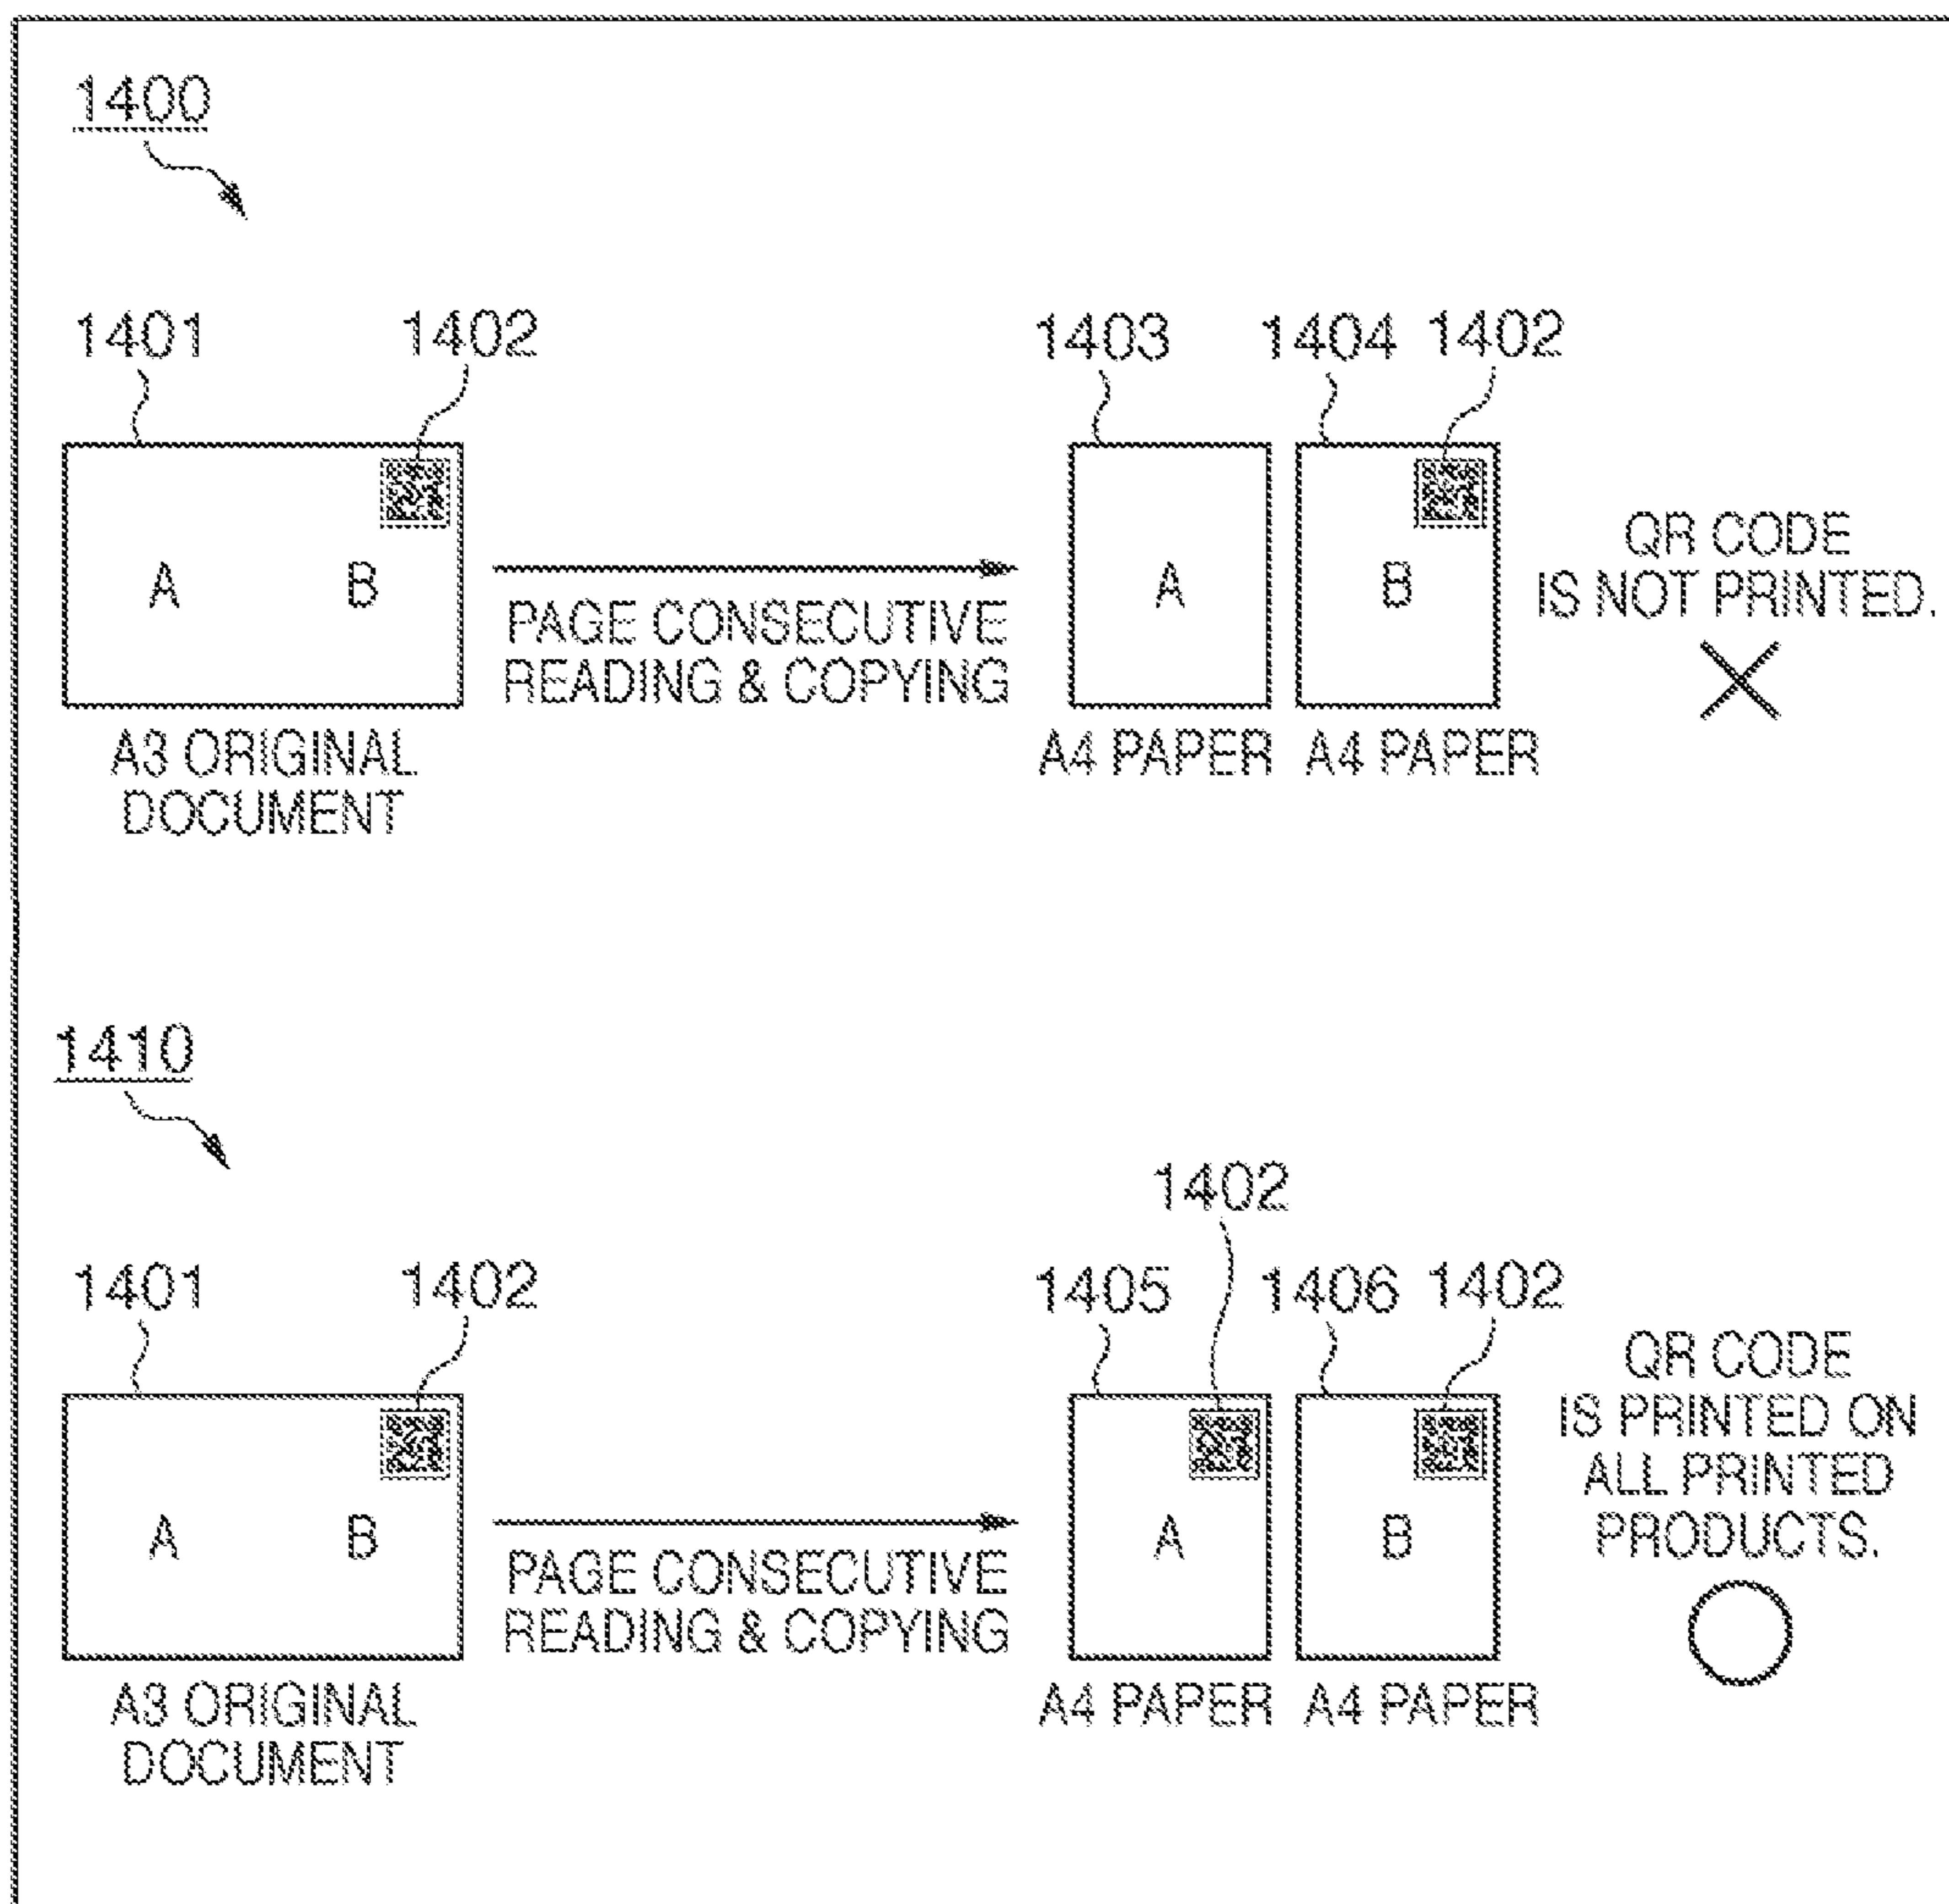 1400
1401 1402 1403 1404 1402
A B
PAGE CONSECUTIVE
READING & COPYING
A B
QR CODE
IS NOT PRINTED.
A3 ORIGINAL
DOCUMENT
A4 PAPER A4 PAPER
1410
1402
1401 1402 1405 1406 1402
A B
PAGE CONSECUTIVE
READING & COPYING
A B
QR CODE
IS PRINTED ON
ALL PRINTED
PRODUCTS.
A3 ORIGINAL
DOCUMENT
A4 PAPER A4 PAPER